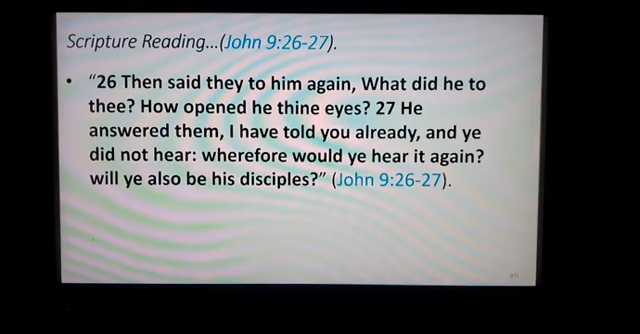 Scripture Reading...(John 9:26-27).
• “26 Then said they to him again, What did he to
thee? How opened he thine eyes? 27 He
answered them, I have told you already, and ye
did not hear: wherefore would ye hear it again?
will ye also be his disciples?” (John 9:26-27).